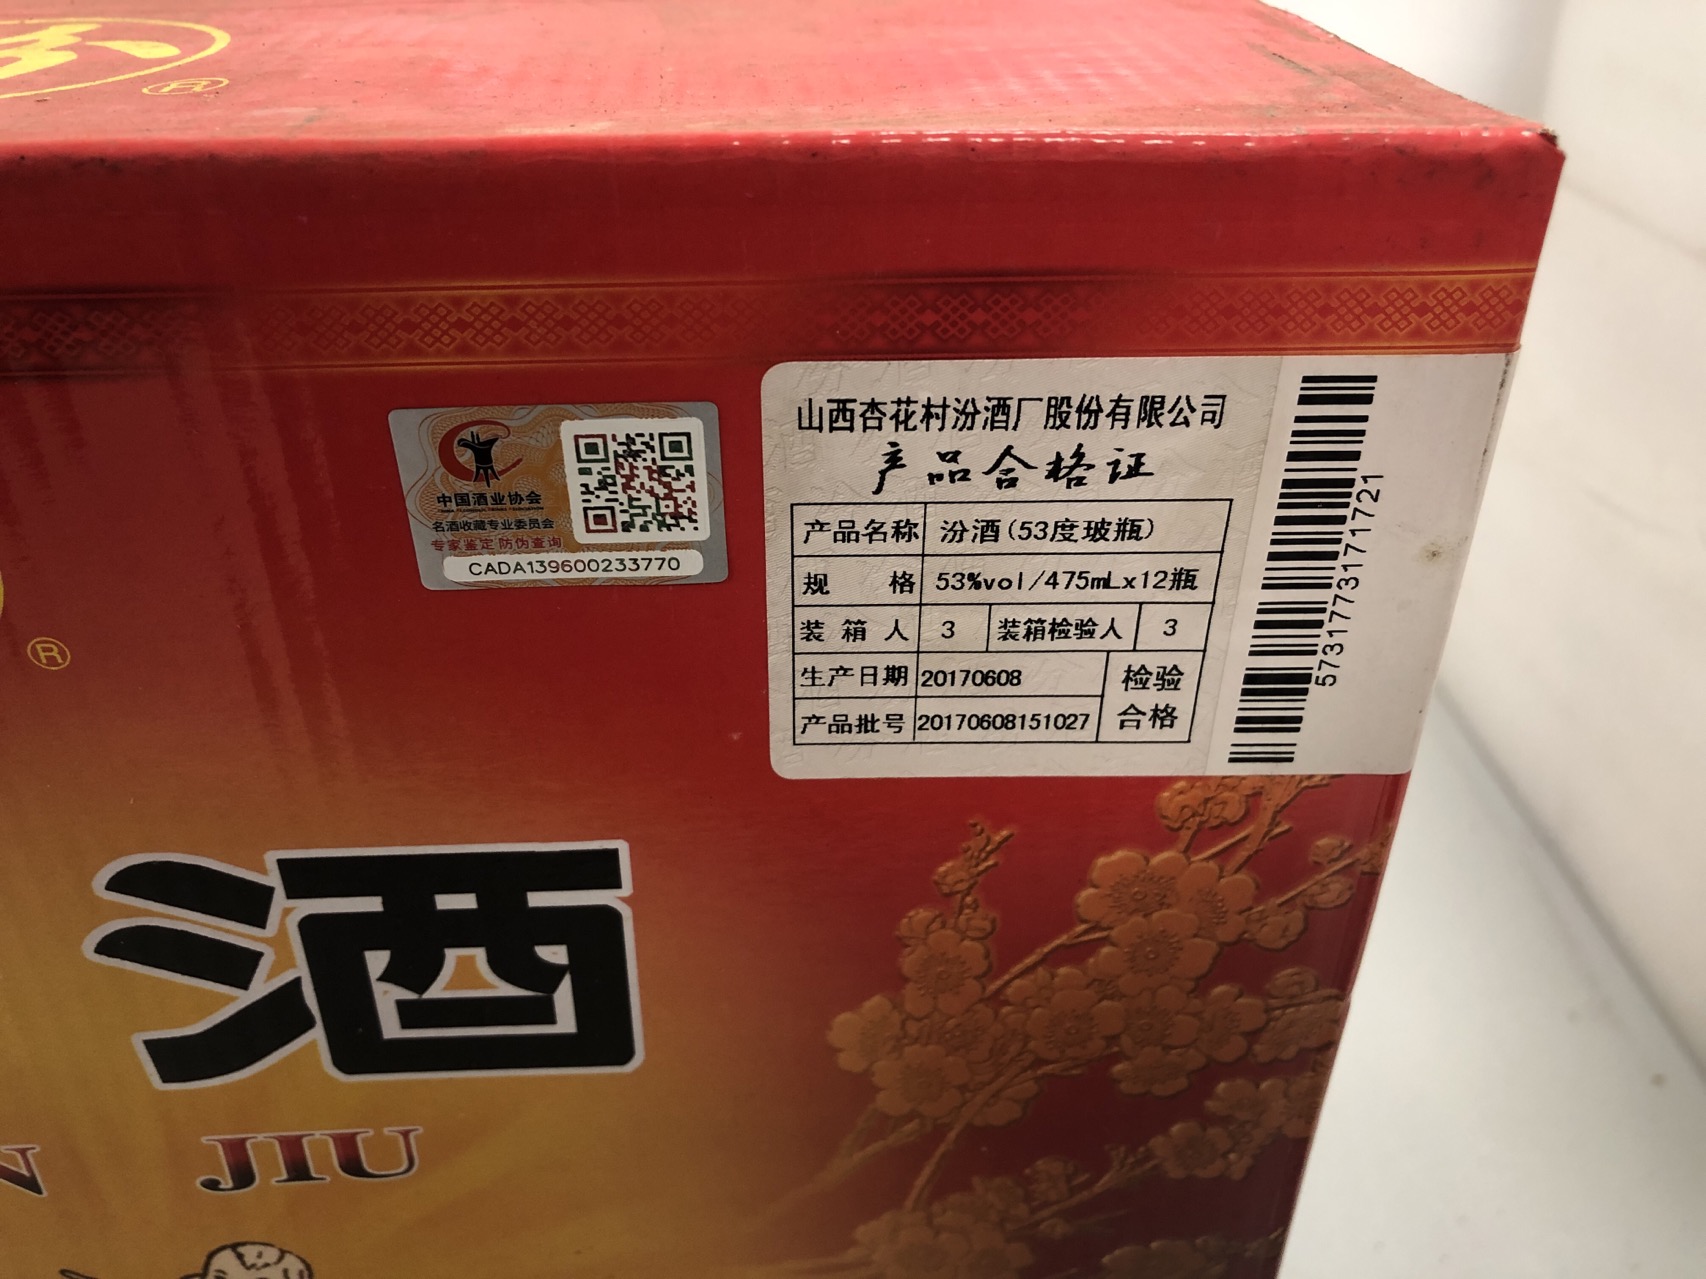 汾
®
®
中国酒业协会
名酒收藏专业委员会
专家鉴定 防伪查询
CADA139600233770
山西杏花村汾酒厂股份有限公司
产品合格证
产品名称 汾酒(53度玻瓶)
规 格 53%vol/475mLx12瓶
装 箱 人 3 装箱检验人 3
生产日期 20170608 检验
产品批号 20170608151027 合格
5731773171721
酒
N JIU